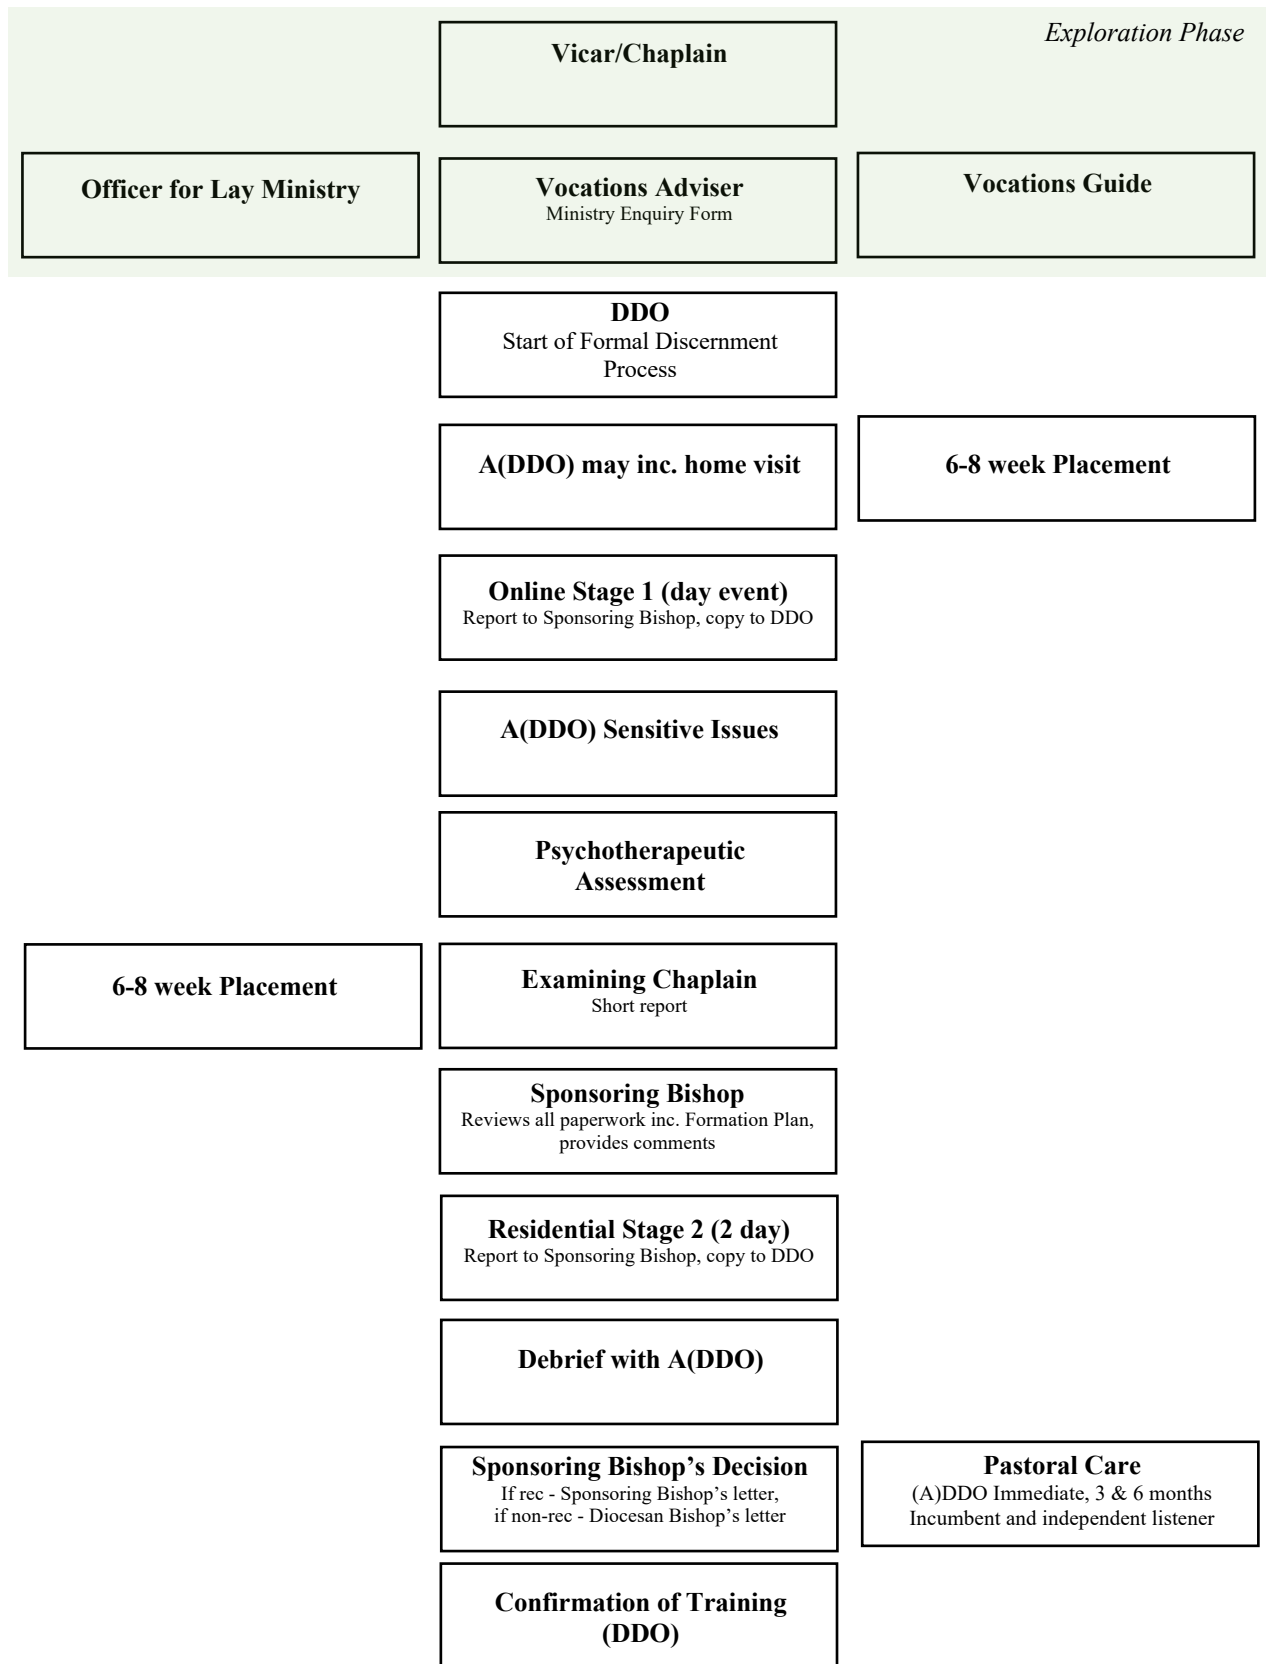 Exploration Phase
Vicar/Chaplain
Officer for Lay Ministry
Vocations Adviser
Ministry Enquiry Form
Vocations Guide
DDO
Start of Formal Discernment
Process
A(DDO) may inc. home visit
6-8 week Placement
Online Stage 1 (day event)
Report to Sponsoring Bishop, copy to DDO
A(DDO) Sensitive Issues
Psychotherapeutic
Assessment
6-8 week Placement
Examining Chaplain
Short report
Sponsoring Bishop
Reviews all paperwork inc. Formation Plan,
provides comments
Residential Stage 2 (2 day)
Report to Sponsoring Bishop, copy to DDO
Debrief with A(DDO)
Sponsoring Bishop’s Decision
If rec - Sponsoring Bishop’s letter,
if non-rec - Diocesan Bishop’s letter
Pastoral Care
(A)DDO Immediate, 3 & 6 months
Incumbent and independent listener
Confirmation of Training
(DDO)